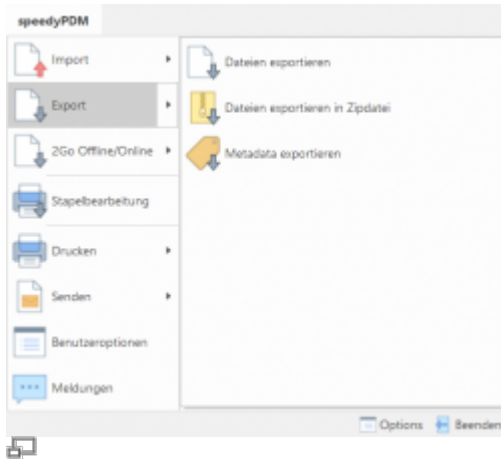 speedyPDM
Import
Export
2Go Offline/Online
Stapelbearbeitung
Drucken
Senden
Benutzeroptionen
Meldungen
Dateien exportieren
Dateien exportieren in Zipdatei
Metadata exportieren
Options
Beenden